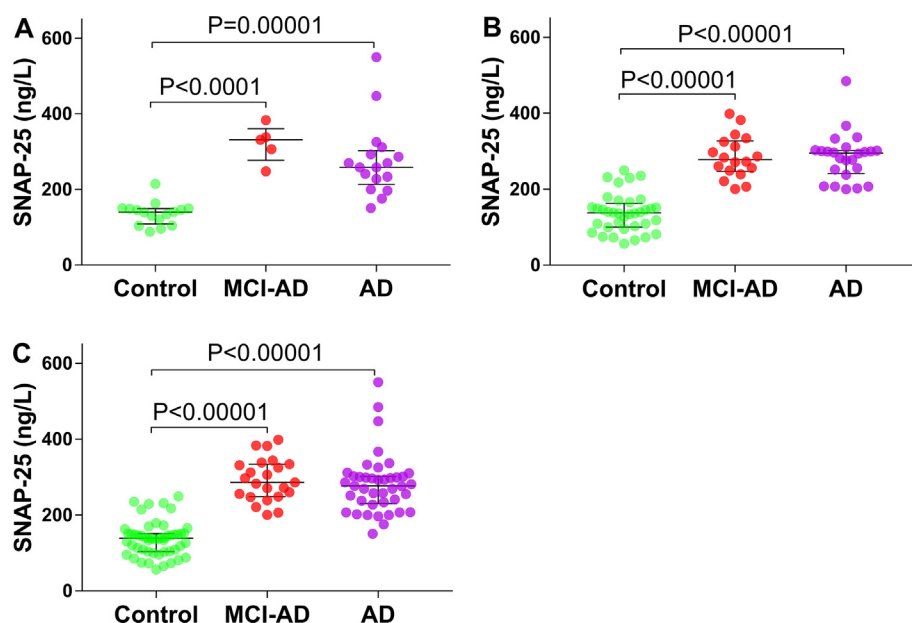 A
SNAP-25 (ng/L)
600
400
200
0
P=0.00001
P<0.0001
Control
MCI-AD
AD
B
SNAP-25 (ng/L)
600
400
200
0
P<0.00001
P<0.00001
Control
MCI-AD
AD
C
SNAP-25 (ng/L)
600
400
200
0
P<0.00001
P<0.00001
Control
MCI-AD
AD